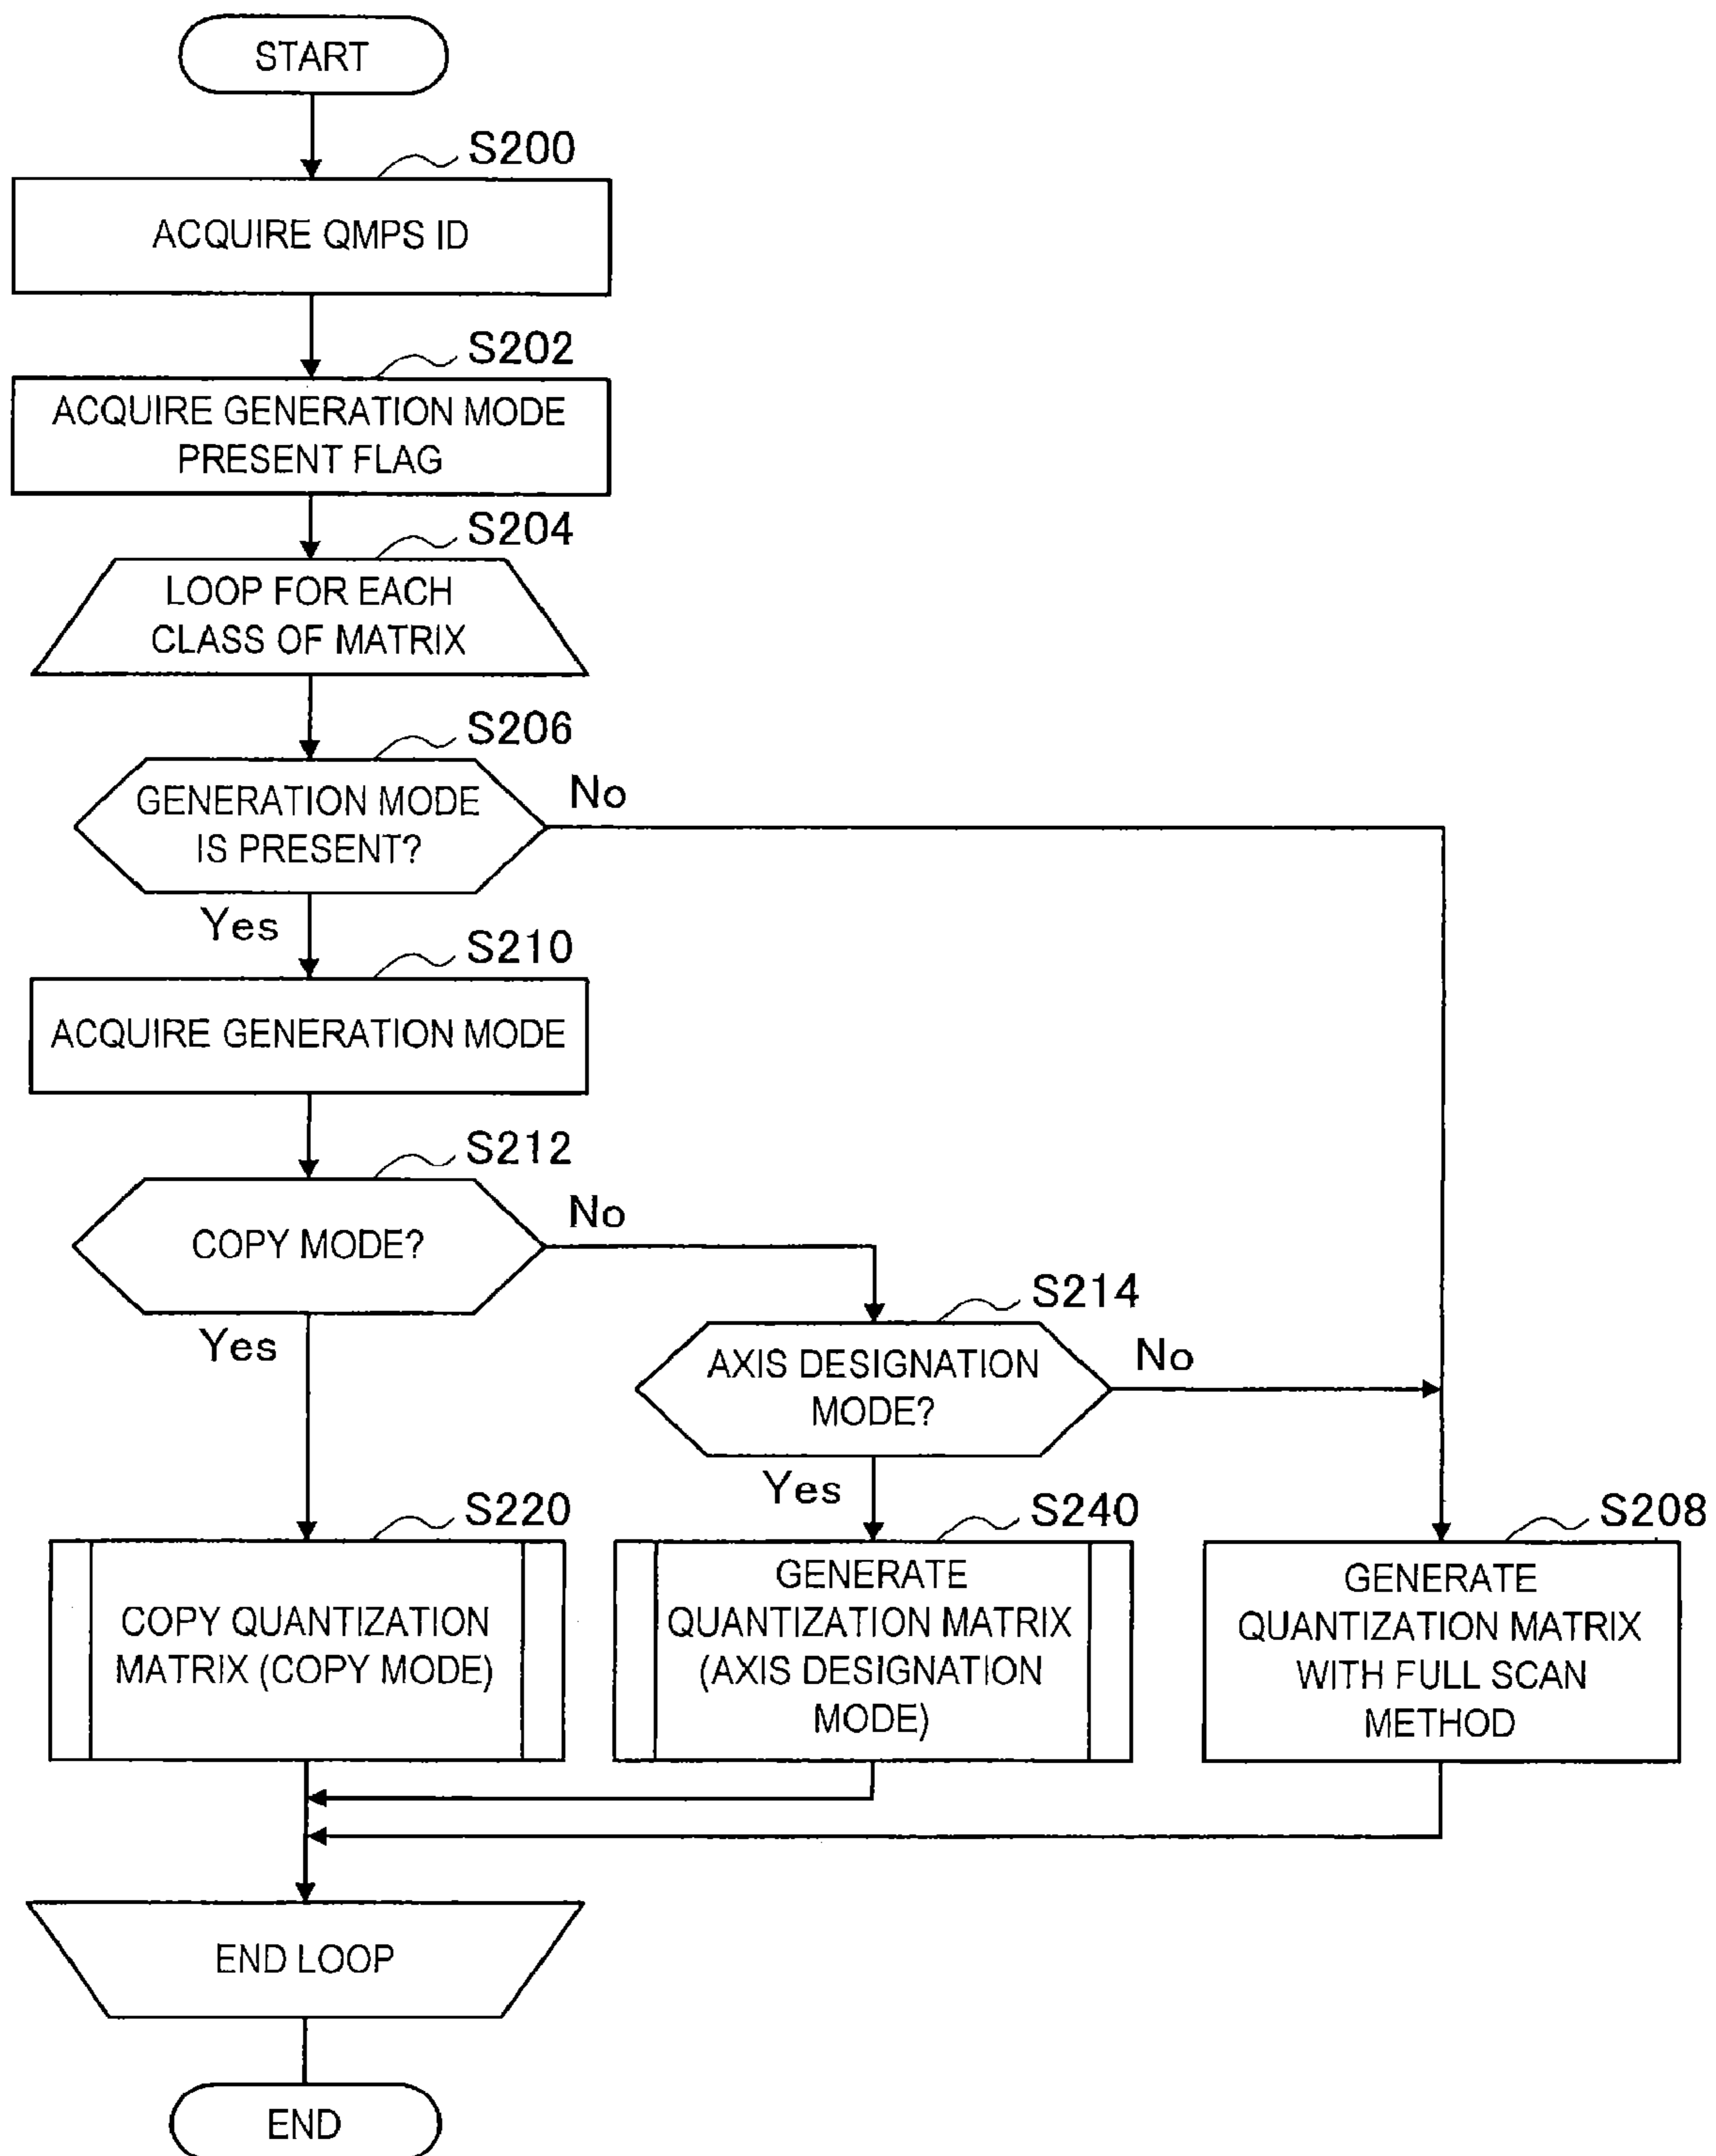 START
S200
ACQUIRE QMPS ID
S202
ACQUIRE GENERATION MODE
PRESENT FLAG
S204
LOOP FOR EACH
CLASS OF MATRIX
S206
GENERATION MODE
IS PRESENT?
No
Yes
S210
ACQUIRE GENERATION MODE
S212
COPY MODE?
No
Yes
S214
AXIS DESIGNATION
MODE?
No
Yes
S220
COPY QUANTIZATION
MATRIX (COPY MODE)
S240
GENERATE
QUANTIZATION MATRIX
(AXIS DESIGNATION
MODE)
S208
GENERATE
QUANTIZATION MATRIX
WITH FULL SCAN
METHOD
END LOOP
END